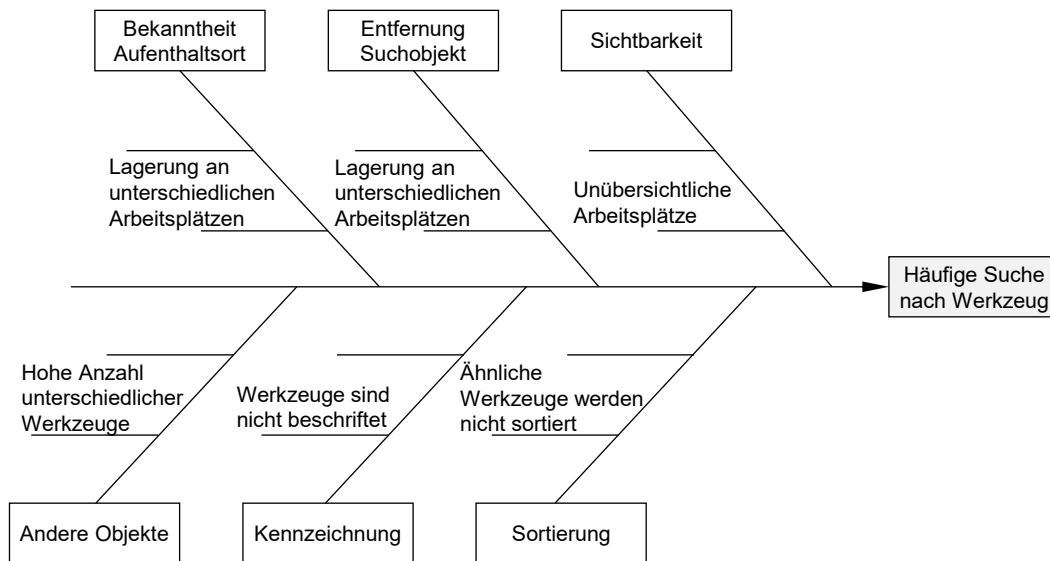 Bekanntheit
Aufenthaltsort
Entfernung
Suchobjekt
Sichtbarkeit
Lagerung an
unterschiedlichen
Arbeitsplätzen
Lagerung an
unterschiedlichen
Arbeitsplätzen
Unübersichtliche
Arbeitsplätze
Häufige Suche
nach Werkzeug
Hohe Anzahl
unterschiedlicher
Werkzeuge
Werkzeuge sind
nicht beschriftet
Ähnliche
Werkzeuge werden
nicht sortiert
Andere Objekte
Kennzeichnung
Sortierung